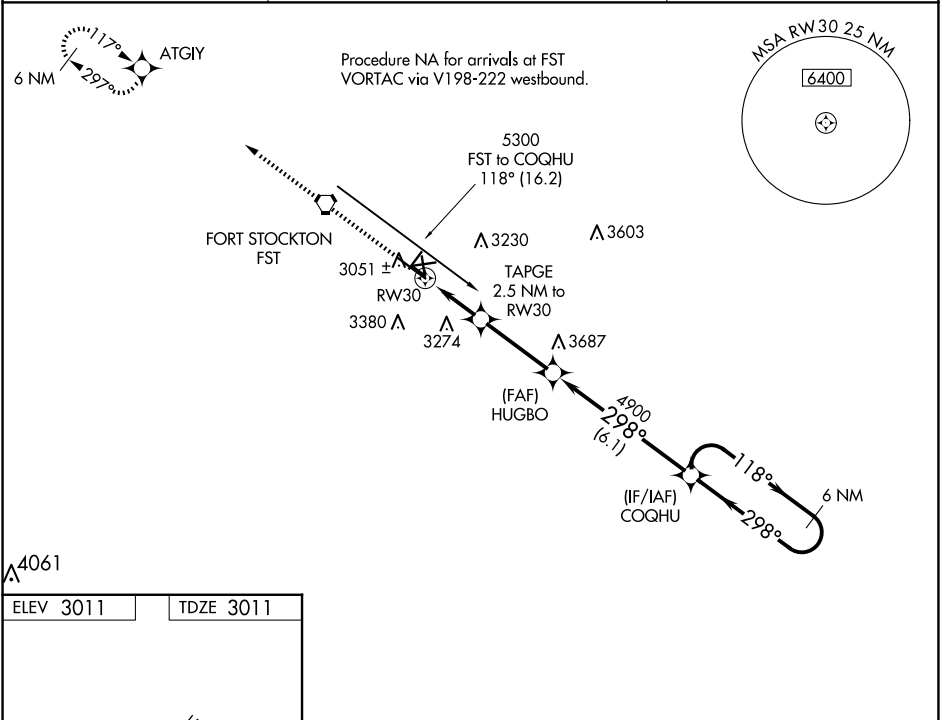 117°
297°
6 NM
ATGIY
Procedure NA for arrivals at FST
VORTAC via V198-222 westbound.
MSA RW30 25 NM
6400
5300
FST to COQHU
118° (16.2)
FORT STOCKTON
FST
3051 ±
3230
3603
RW30
TAPGE
2.5 NM to
RW30
3380
3274
3687
(FAF)
HUGBO
4900
298°
(6.1)
(IF/IAF)
COQHU
118°
298°
6 NM
4061
ELEV 3011
TDZE 3011